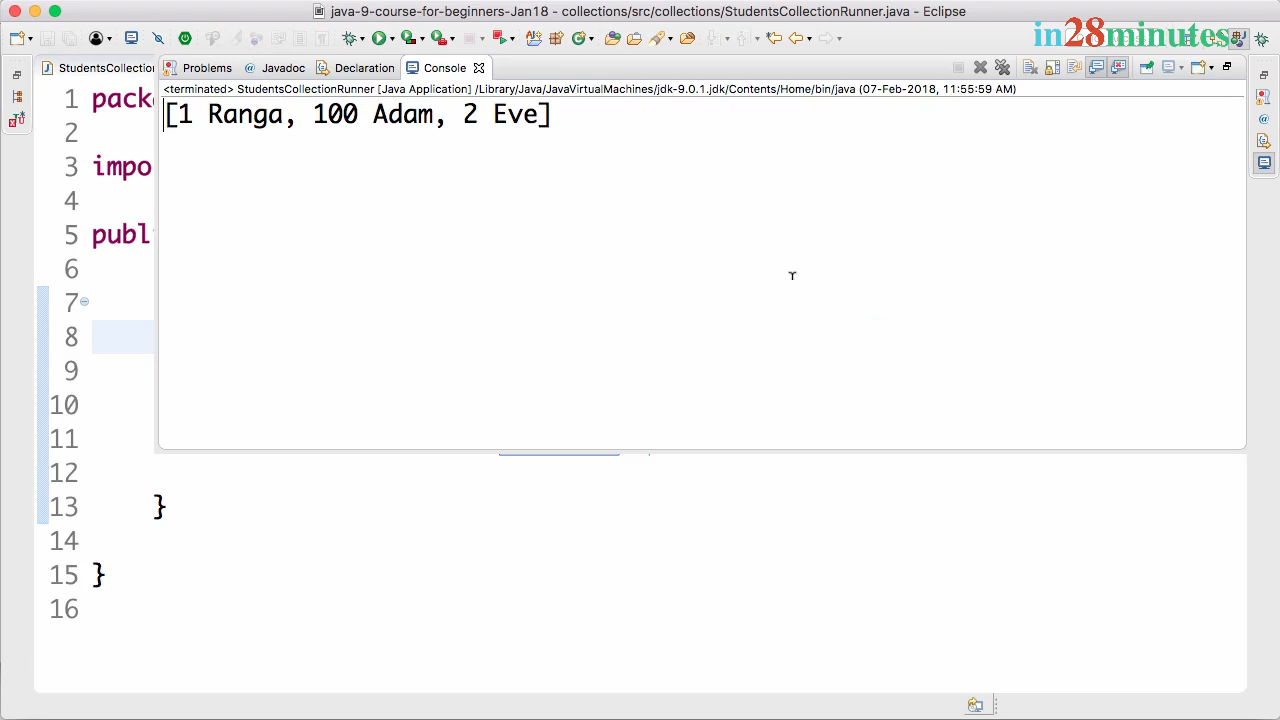 java-9-course-for-beginners-Jan18 - collections/src/collections/StudentsCollectionRunner.java - Eclipse
in28minutes
StudentsCollection
Problems
@ Javadoc
Declaration
Console
<terminated> StudentsCollectionRunner [Java Application] /Library/Java/JavaVirtualMachines/jdk-9.0.1.jdk/Contents/Home/bin/java (07-Feb-2018, 11:55:59 AM)
[1 Ranga, 100 Adam, 2 Eve]
1 pack
2
3 impo
4
5 publ
6
7
8
9
10
11
12
13 }
14
15 }
16